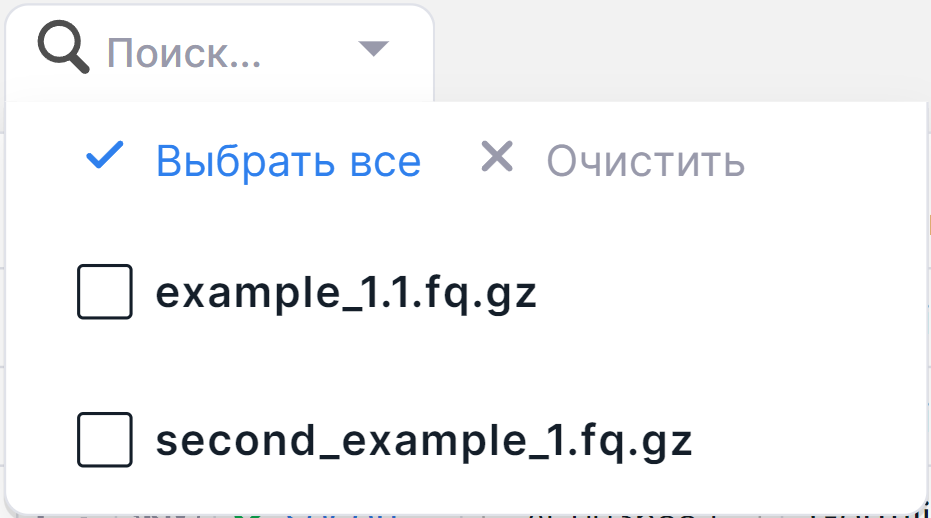 Поиск...
Выбрать все Очистить
example_1.1.fq.gz
second_example_1.fq.gz